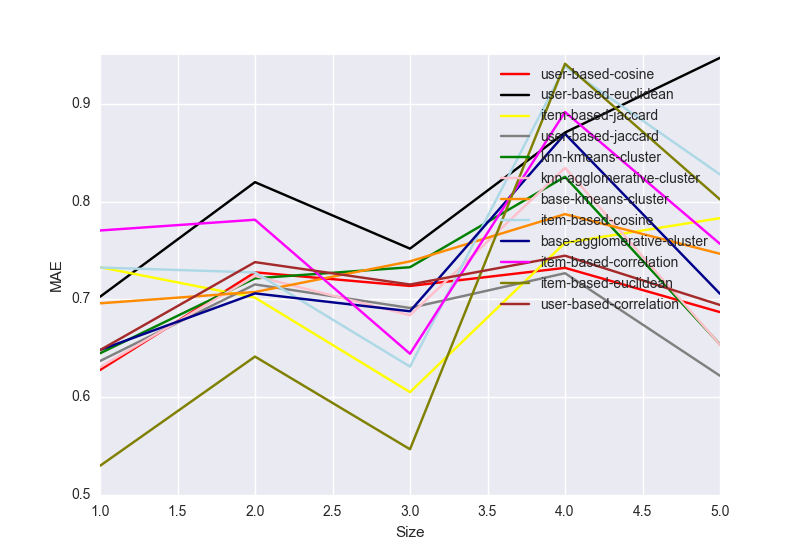 user-based-cosine
user-based-euclidean
item-based-jaccard
user-based-jaccard
knn-kmeans-cluster
knn-agglomerative-cluster
base-kmeans-cluster
item-based-cosine
base-agglomerative-cluster
item-based-correlation
item-based-euclidean
user-based-correlation
MAE
0.9
0.8
0.7
0.6
0.5
1.0 1.5 2.0 2.5 3.0 3.5 4.0 4.5 5.0
Size